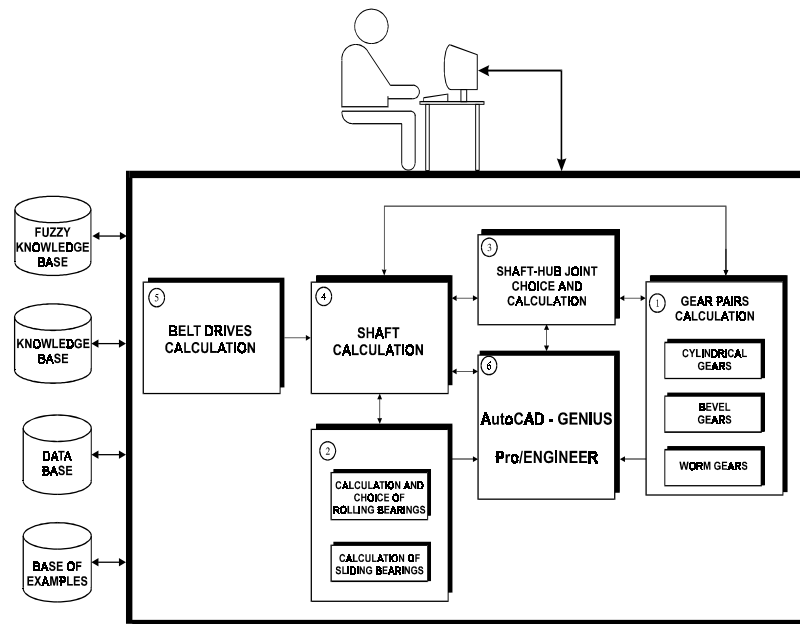 FUZZY
KNOWLEDGE
BASE
KNOWLEDGE
BASE
DATA
BASE
BASE OF
EXAMPLES
5
BELT DRIVES
CALCULATION
4
SHAFT
CALCULATION
3
SHAFT-HUB JOINT
CHOICE AND
CALCULATION
1
GEAR PAIRS
CALCULATION
CYLINDRICAL
GEARS
BEVEL
GEARS
WORM GEARS
6
AutoCAD - GENIUS
Pro/ENGINEER
2
CALCULATION AND
CHOICE OF
ROLLING BEARINGS
CALCULATION OF
SLIDING BEARINGS